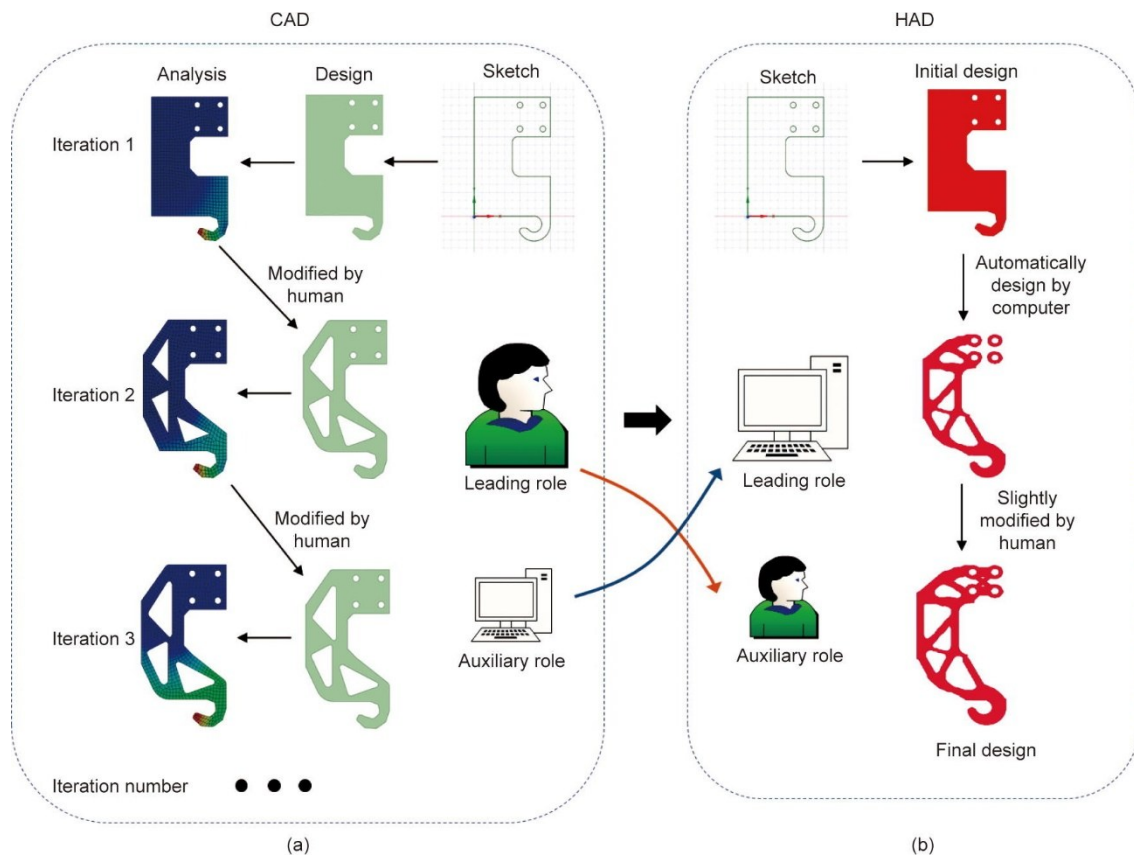 CAD
HAD
Analysis
Design
Sketch
Sketch
Initial design
Iteration 1
Modified by
human
Automatically
design by
computer
Iteration 2
Leading role
Leading role
Modified by
human
Slightly
modified by
human
Iteration 3
Auxiliary role
Auxiliary role
Final design
Iteration number
(a)
(b)